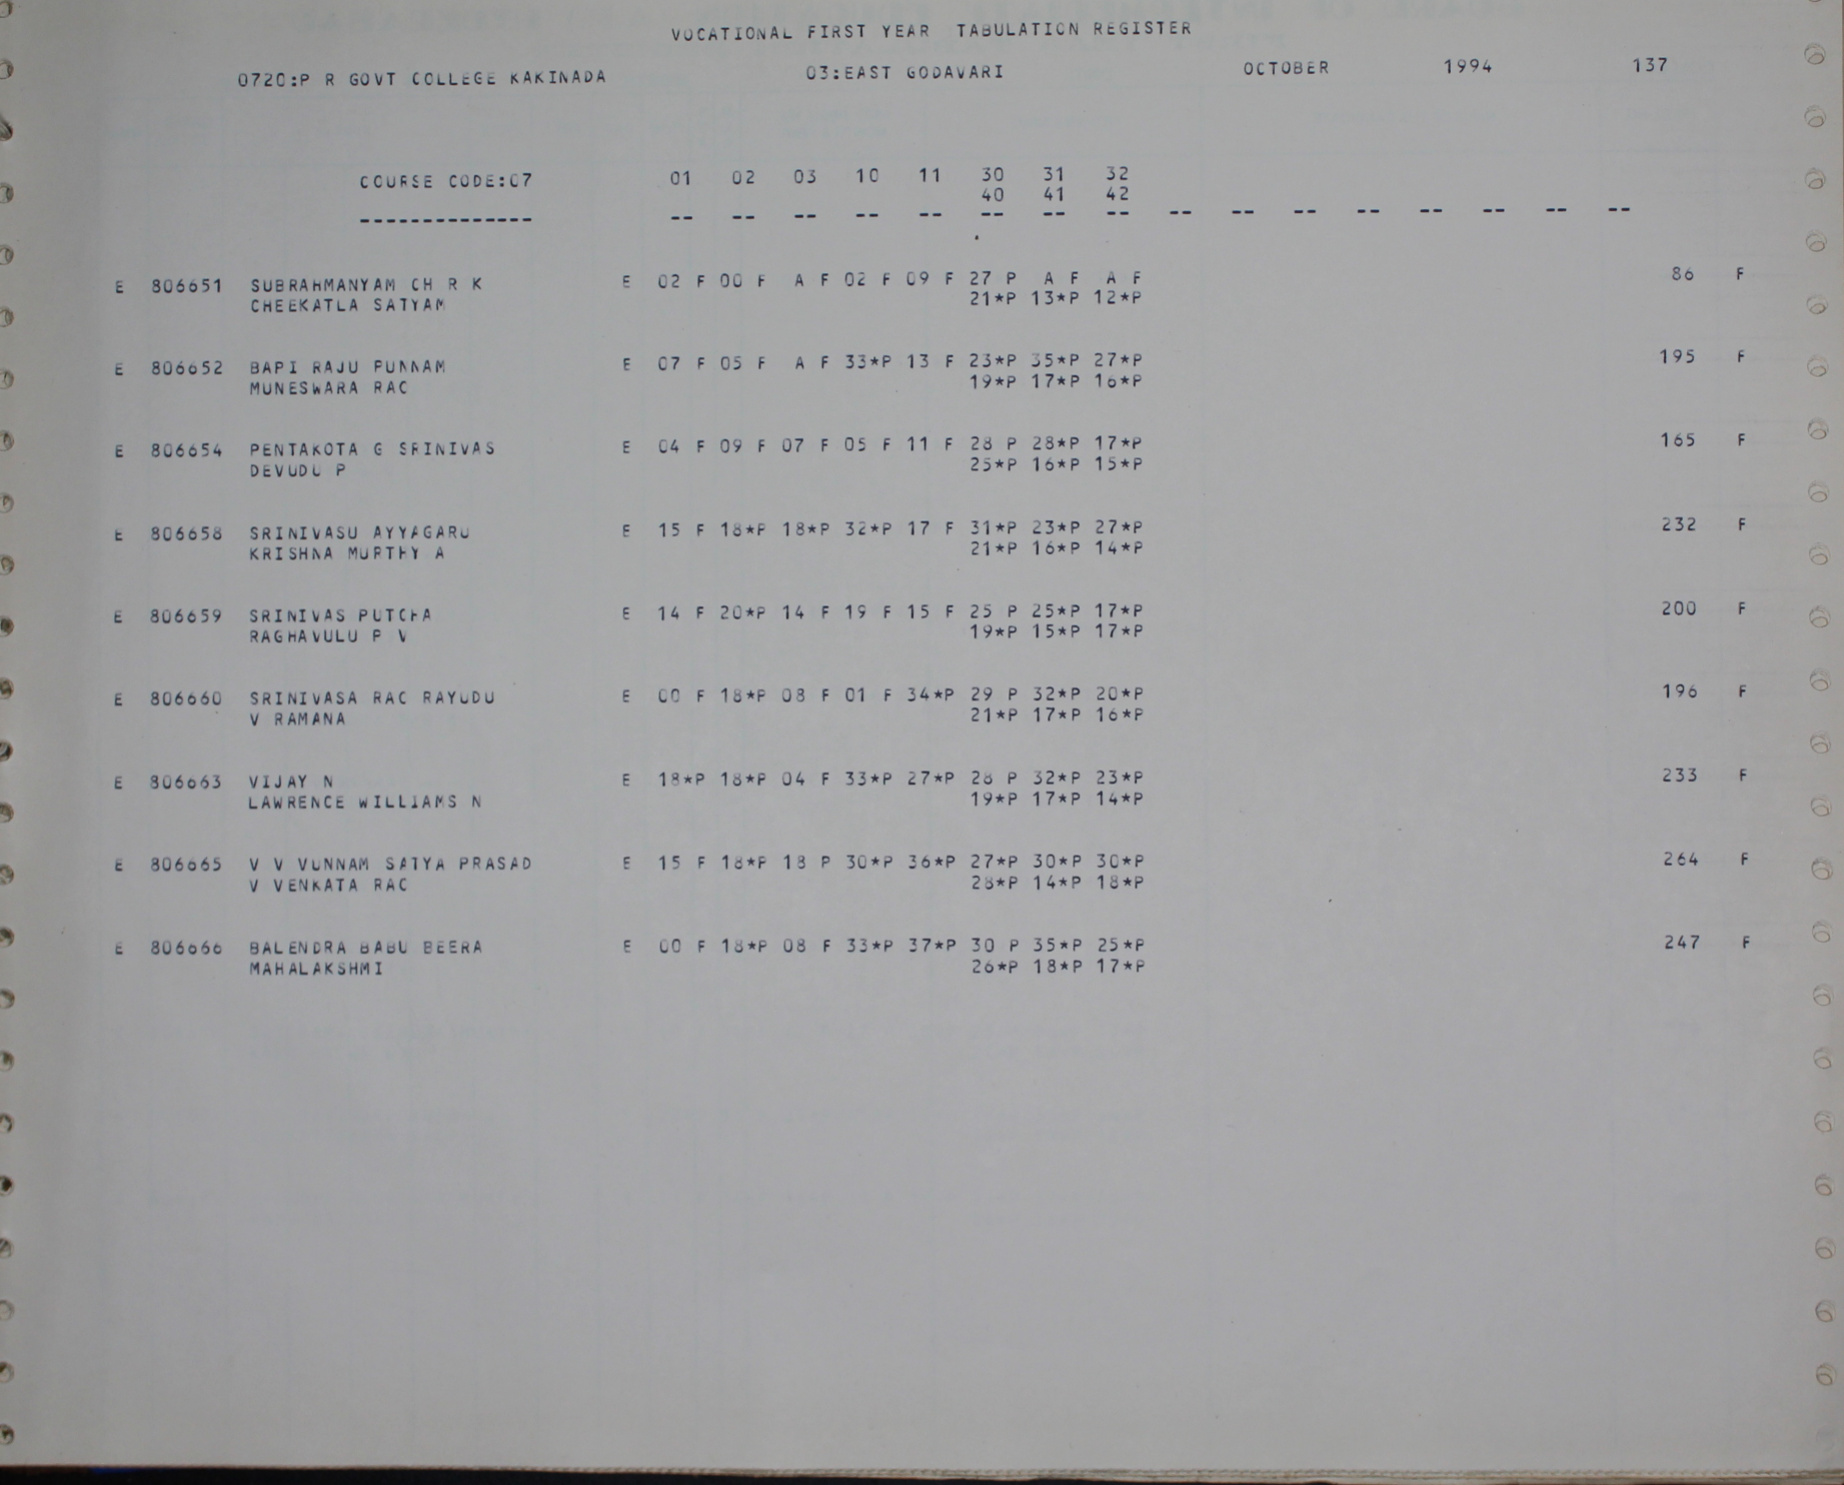 VOCATIONAL FIRST YEAR TABULATION REGISTER
0720:P R GOVT COLLEGE KAKINADA 03:EAST GODAVARI OCTOBER 1994 137
COURSE CODE:07 01 02 03 10 11 30 31 32
40 41 42
-------------- -- -- -- -- -- -- -- -- -- -- -- -- -- -- -- --
E 806651 SUBRAHMANYAM CH R K E 02 F 00 F A F 02 F 09 F 27 P A F A F 86 F
CHEEKATLA SATYAM 21*P 13*P 12*P
E 806652 BAPI RAJU PUNNAM E 07 F 05 F A F 33*P 13 F 23*P 35*P 27*P 195 F
MUNESWARA RAO 19*P 17*P 16*P
E 806654 PENTAKOTA G SRINIVAS E 04 F 09 F 07 F 05 F 11 F 28 P 28*P 17*P 165 F
DEVUDU P 25*P 16*P 15*P
E 806658 SRINIVASU AYYAGARU E 15 F 18*P 18*P 32*P 17 F 31*P 23*P 27*P 232 F
KRISHNA MURTHY A 21*P 16*P 14*P
E 806659 SRINIVAS PUTCHA E 14 F 20*P 14 F 19 F 15 F 25 P 25*P 17*P 200 F
RAGHAVULU P V 19*P 15*P 17*P
E 806660 SRINIVASA RAO RAYUDU E 00 F 18*P 08 F 01 F 34*P 29 P 32*P 20*P 196 F
V RAMANA 21*P 17*P 16*P
E 806663 VIJAY N E 18*P 18*P 04 F 33*P 27*P 28 P 32*P 23*P 233 F
LAWRENCE WILLIAMS N 19*P 17*P 14*P
E 806665 V V VUNNAM SATYA PRASAD E 15 F 18*P 18 P 30*P 36*P 27*P 30*P 30*P 264 F
V VENKATA RAO 28*P 14*P 18*P
E 806666 BALENDRA BABU BEERA E 00 F 18*P 08 F 33*P 37*P 30 P 35*P 25*P 247 F
MAHALAKSHMI 26*P 18*P 17*P